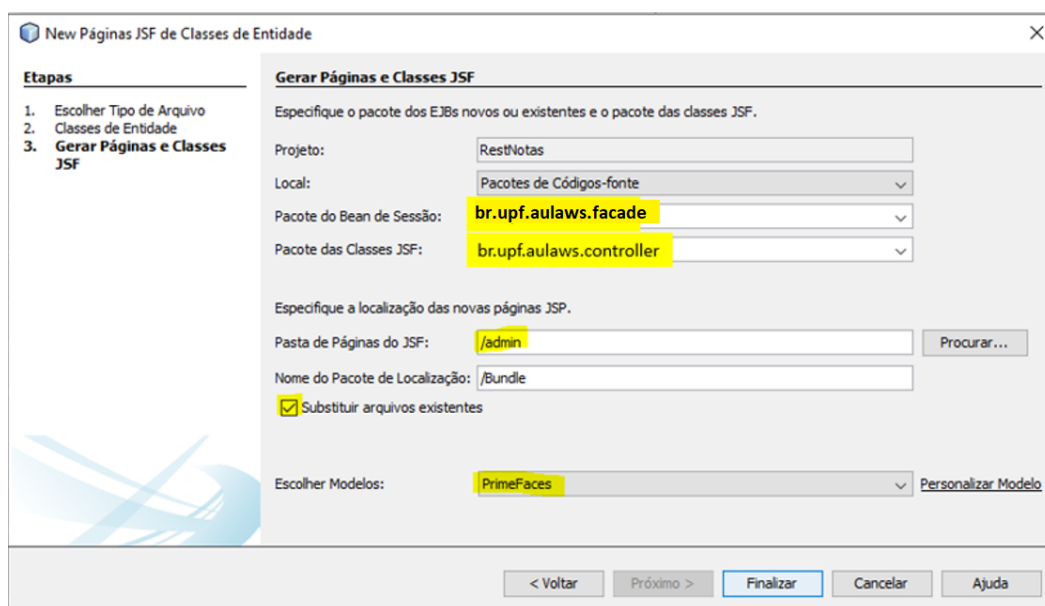 New Páginas JSF de Classes de Entidade
Etapas
1. Escolher Tipo de Arquivo
2. Classes de Entidade
3. Gerar Páginas e Classes
JSF
Gerar Páginas e Classes JSF
Especifique o pacote dos EJBs novos ou existentes e o pacote das classes JSF.
Projeto: RestNotas
Local: Pacotes de Códigos-fonte
Pacote do Bean de Sessão: br.upf.aulaws.facade
Pacote das Classes JSF: br.upf.aulaws.controller
Especifique a localização das novas páginas JSP.
Pasta de Páginas do JSF: /admin Procurar...
Nome do Pacote de Localização: /Bundle
Substituir arquivos existentes
Escolher Modelos: PrimeFaces Personalizar Modelo
< Voltar Próximo > Finalizar Cancelar Ajuda